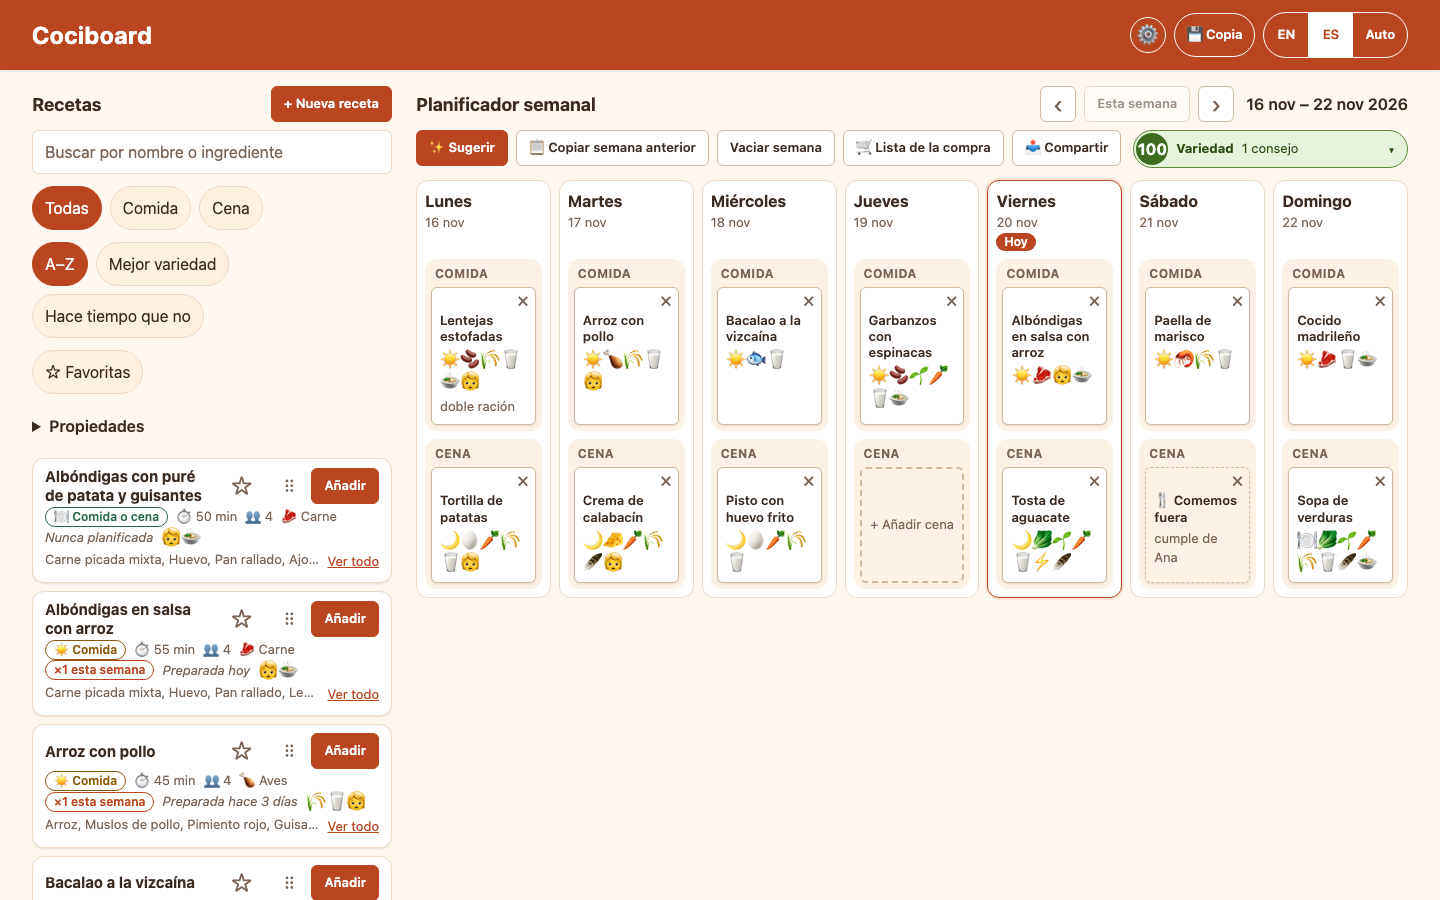 Cociboard
💾 Copia
EN
ES
Auto
Recetas
+ Nueva receta
Buscar por nombre o ingrediente
Todas
Comida
Cena
A–Z
Mejor variedad
Hace tiempo que no
☆ Favoritas
▶ Propiedades
Albóndigas con puré
de patata y guisantes
Añadir
🍽️ Comida o cena
50 min
4
Carne
Nunca planificada
Carne picada mixta, Huevo, Pan rallado, Ajo…
Ver todo
Albóndigas en salsa
con arroz
Añadir
Comida
55 min
4
Carne
×1 esta semana
Preparada hoy
Carne picada mixta, Huevo, Pan rallado, Le…
Ver todo
Arroz con pollo
Añadir
Comida
45 min
4
Aves
×1 esta semana
Preparada hace 3 días
Arroz, Muslos de pollo, Pimiento rojo, Guisa…
Ver todo
Bacalao a la vizcaína
Añadir
Planificador semanal
‹
Esta semana
›
16 nov – 22 nov 2026
✨ Sugerir
📋 Copiar semana anterior
Vaciar semana
🛒 Lista de la compra
📤 Compartir
100
Variedad
1 consejo
Lunes
16 nov
COMIDA
Lentejas
estofadas
doble ración
CENA
Tortilla de
patatas
Martes
17 nov
COMIDA
Arroz con
pollo
CENA
Crema de
calabacín
Miércoles
18 nov
COMIDA
Bacalao a la
vizcaína
CENA
Pisto con
huevo frito
Jueves
19 nov
COMIDA
Garbanzos
con
espinacas
CENA
+ Añadir cena
Viernes
20 nov
Hoy
COMIDA
Albóndigas
en salsa con
arroz
CENA
Tosta de
aguacate
Sábado
21 nov
COMIDA
Paella de
marisco
CENA
🍴 Comemos
fuera
cumple de
Ana
Domingo
22 nov
COMIDA
Cocido
madrileño
CENA
Sopa de
verduras